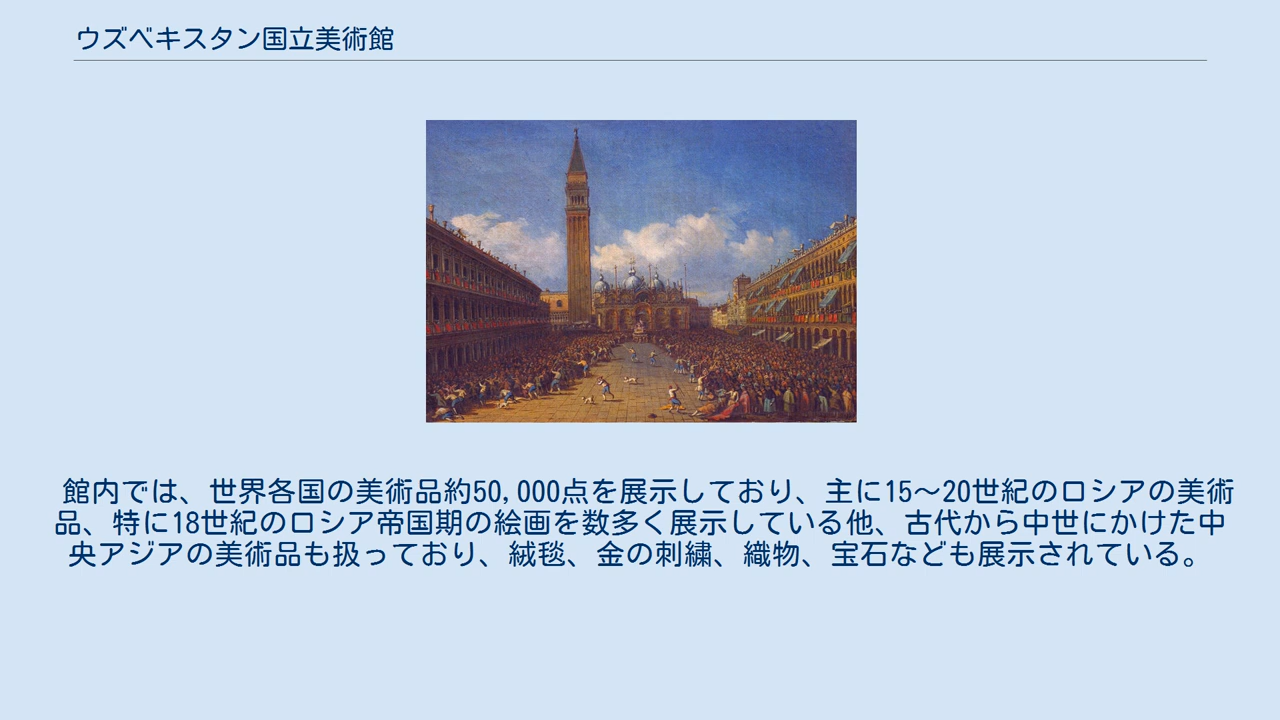 ウズベキスタン国立美術館
館内では、世界各国の美術品約50,000点を展示しており、主に15～20世紀のロシアの美術
品、特に18世紀のロシア帝国期の絵画を数多く展示している他、古代から中世にかけた中
央アジアの美術品も扱っており、絨毯、金の刺繍、織物、宝石なども展示されている。